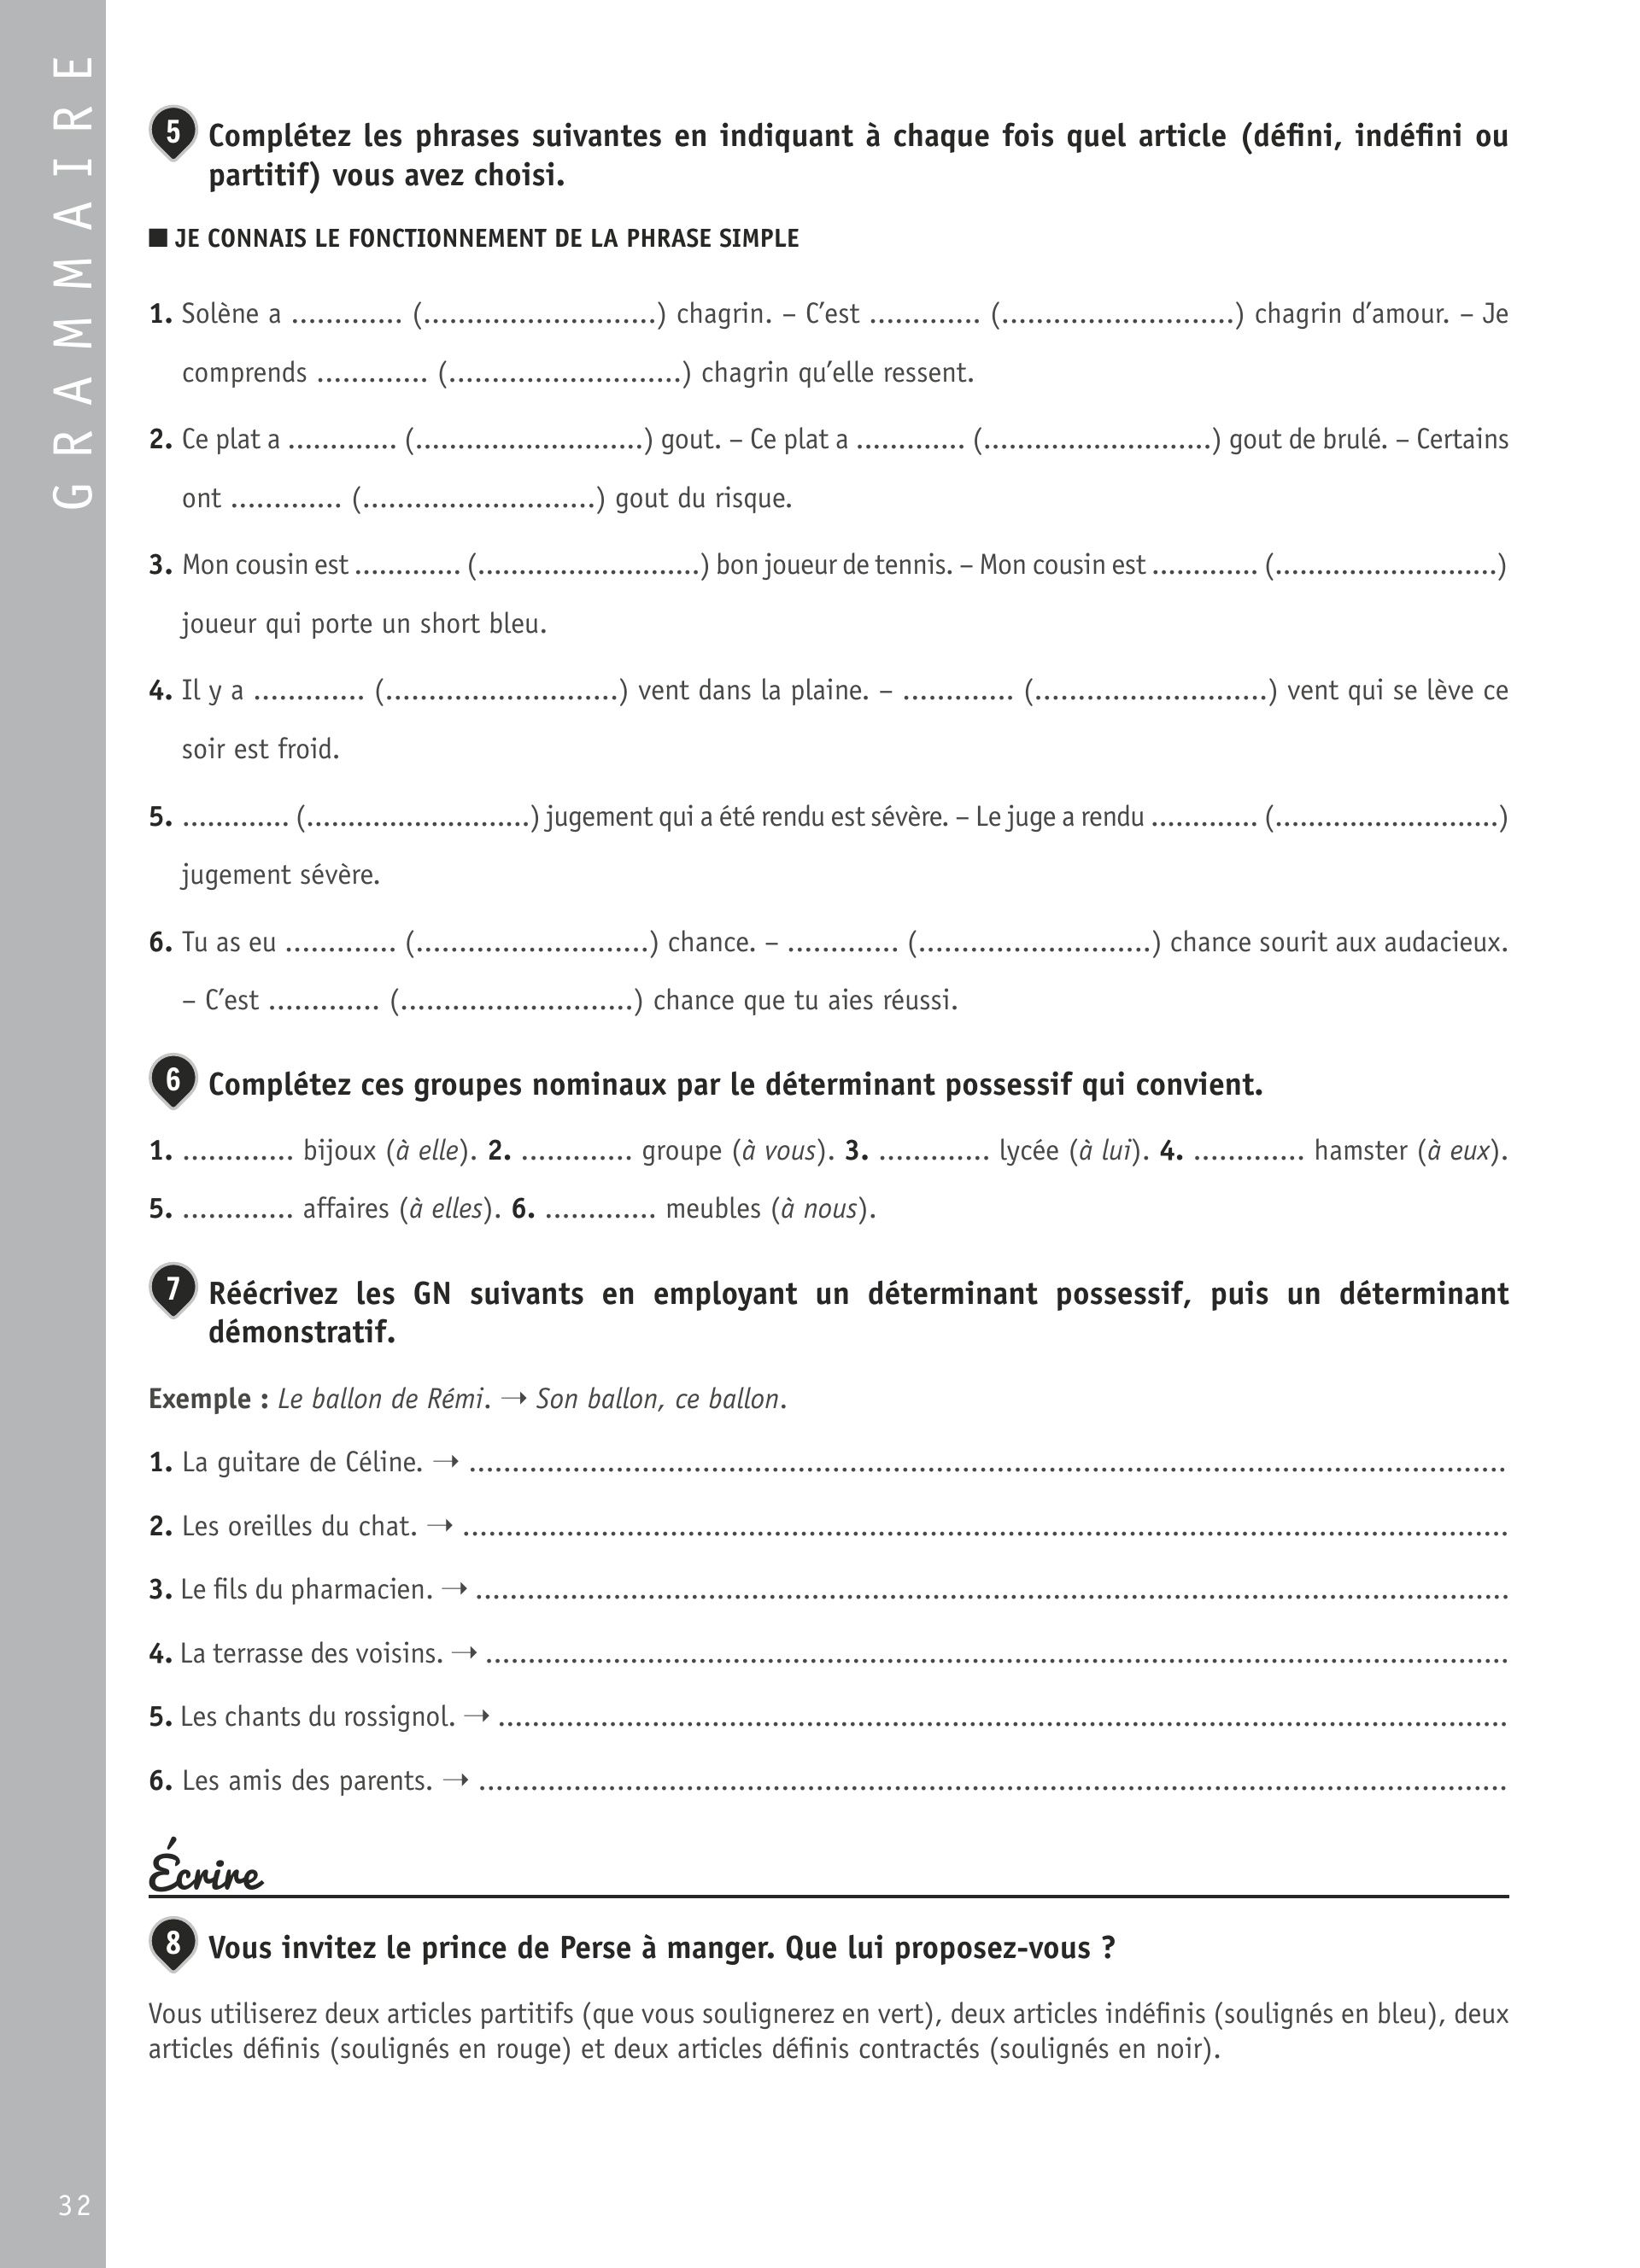 GRAMMAIRE
5 Complétez les phrases suivantes en indiquant à chaque fois quel article (défini, indéfini ou
partitif) vous avez choisi.
■ JE CONNAIS LE FONCTIONNEMENT DE LA PHRASE SIMPLE
1. Solène a ............. (...........................) chagrin. – C’est ............. (...........................) chagrin d’amour. – Je
comprends ............. (...........................) chagrin qu’elle ressent.
2. Ce plat a ............. (...........................) gout. – Ce plat a ............. (...........................) gout de brulé. – Certains
ont ............. (...........................) gout du risque.
3. Mon cousin est ............. (...........................) bon joueur de tennis. – Mon cousin est ............. (...........................)
joueur qui porte un short bleu.
4. Il y a ............. (...........................) vent dans la plaine. – ............. (...........................) vent qui se lève ce
soir est froid.
5. ............. (...........................) jugement qui a été rendu est sévère. – Le juge a rendu ............. (...........................)
jugement sévère.
6. Tu as eu ............. (...........................) chance. – ............. (...........................) chance sourit aux audacieux.
– C’est ............. (...........................) chance que tu aies réussi.
6 Complétez ces groupes nominaux par le déterminant possessif qui convient.
1. ............. bijoux (à elle). 2. ............. groupe (à vous). 3. ............. lycée (à lui). 4. ............. hamster (à eux).
5. ............. affaires (à elles). 6. ............. meubles (à nous).
7 Réécrivez les GN suivants en employant un déterminant possessif, puis un déterminant
démonstratif.
Exemple : Le ballon de Rémi. → Son ballon, ce ballon.
1. La guitare de Céline. → ........................................................................................................................
2. Les oreilles du chat. → ........................................................................................................................
3. Le fils du pharmacien. → ........................................................................................................................
4. La terrasse des voisins. → ........................................................................................................................
5. Les chants du rossignol. → ........................................................................................................................
6. Les amis des parents. → ........................................................................................................................
Écrire
8 Vous invitez le prince de Perse à manger. Que lui proposez-vous ?
Vous utiliserez deux articles partitifs (que vous soulignerez en vert), deux articles indéfinis (soulignés en bleu), deux
articles définis (soulignés en rouge) et deux articles définis contractés (soulignés en noir).
32